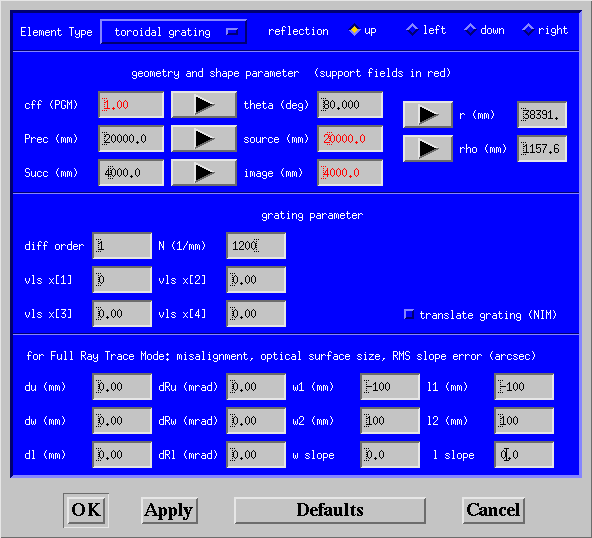 Element Type toroidal grating reflection up left down right
geometry and shape parameter (support fields in red)
cff (PGM) 1.00 theta (deg) 80.000 r (mm) 38391.
Prec (mm) 20000.0 source (mm) 20000.0 rho (mm) 1157.6
Succ (mm) 4000.0 image (mm) 4000.0
grating parameter
diff order 1 N (1/mm) 1200
vls x[1] 0 vls x[2] 0.00
vls x[3] 0.00 vls x[4] 0.00 translate grating (NIM)
for Full Ray Trace Mode: misalignment, optical surface size, RMS slope error (arcsec)
du (mm) 0.00 dRu (mrad) 0.00 w1 (mm) -100 l1 (mm) -100
dw (mm) 0.00 dRw (mrad) 0.00 w2 (mm) 100 l2 (mm) 100
dl (mm) 0.00 dRl (mrad) 0.00 w slope 0.0 l slope 0.0
OK Apply Defaults Cancel